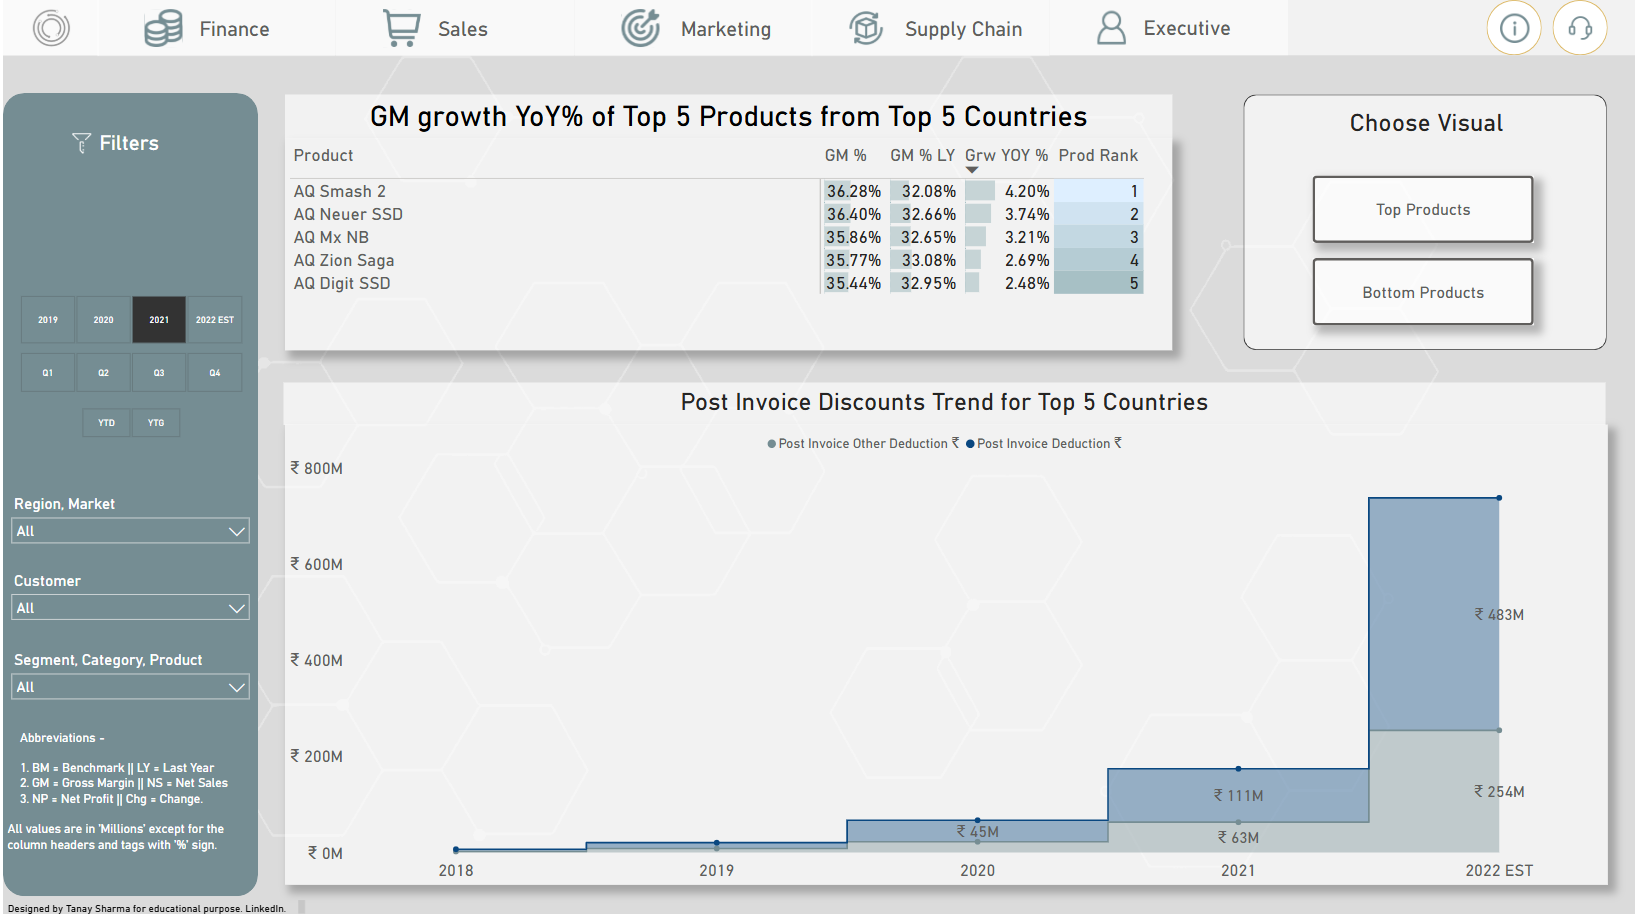 Finance
Sales
Marketing
Supply Chain
Executive
Filters
2019 2020 2021 2022 EST
Q1 Q2 Q3 Q4
YTD YTG
Region, Market
All
Customer
All
Segment, Category, Product
All
Abbreviations -
1. BM = Benchmark || LY = Last Year
2. GM = Gross Margin || NS = Net Sales
3. NP = Net Profit || Chg = Change.
All values are in 'Millions' except for the
column headers and tags with '%' sign.
Designed by Tanay Sharma for educational purpose. LinkedIn.
GM growth YoY% of Top 5 Products from Top 5 Countries
Product GM % GM % LY Grw YOY % Prod Rank
AQ Smash 2 36.28% 32.08% 4.20% 1
AQ Neuer SSD 36.40% 32.66% 3.74% 2
AQ Mx NB 35.86% 32.65% 3.21% 3
AQ Zion Saga 35.77% 33.08% 2.69% 4
AQ Digit SSD 35.44% 32.95% 2.48% 5
Choose Visual
Top Products
Bottom Products
Post Invoice Discounts Trend for Top 5 Countries
Post Invoice Other Deduction ₹ Post Invoice Deduction ₹
₹ 800M
₹ 600M
₹ 400M
₹ 200M
₹ 0M
₹ 45M
₹ 111M
₹ 63M
₹ 483M
₹ 254M
2018 2019 2020 2021 2022 EST